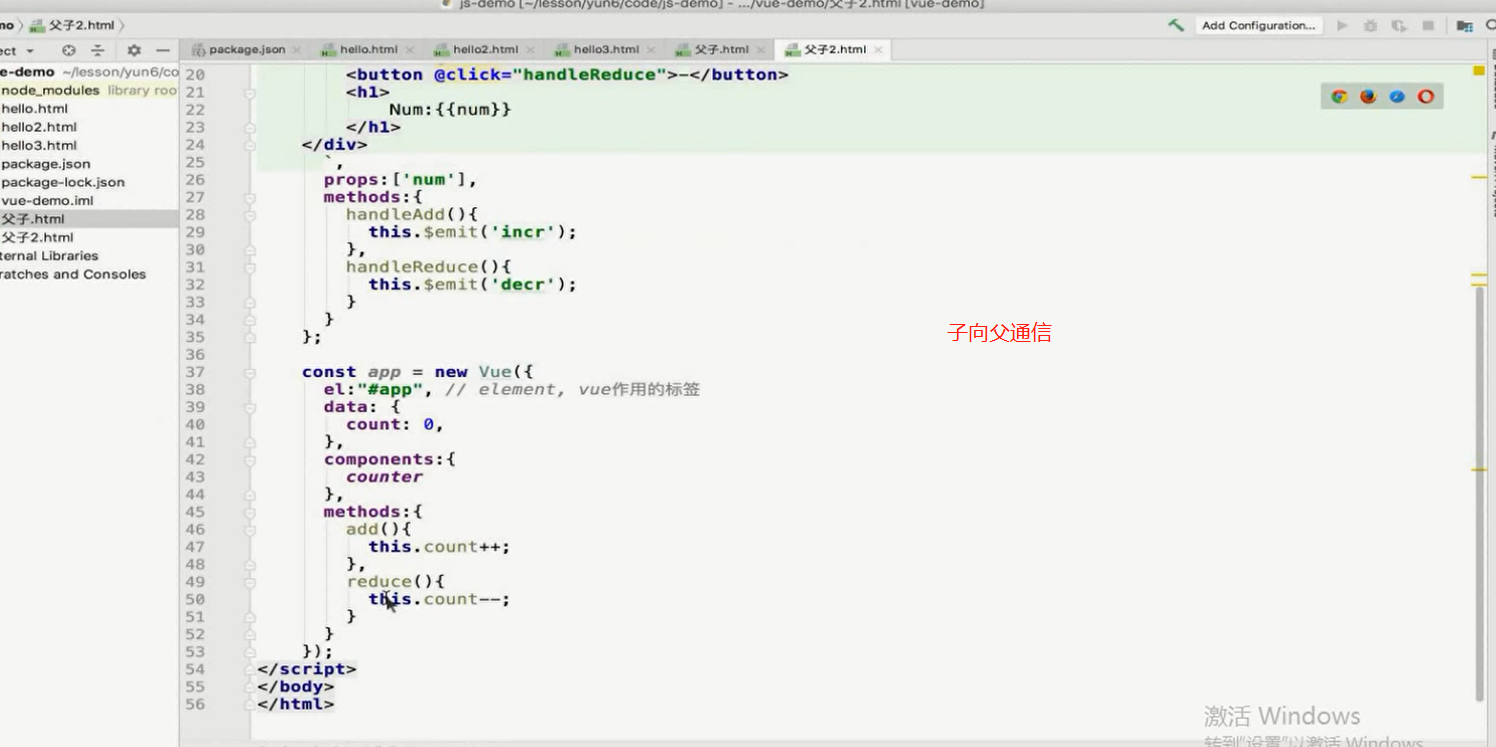 js-demo [~/lesson/yun6/code/js-demo] - .../vue-demo/父子2.html [vue-demo]
父子2.html
Add Configuration...
package.json
hello.html
hello2.html
hello3.html
父子.html
父子2.html
e-demo ~/lesson/yun6/co
node_modules library roo
hello.html
hello2.html
hello3.html
package.json
package-lock.json
vue-demo.iml
父子.html
父子2.html
ternal Libraries
ratches and Consoles
20 <button @click="handleReduce">-</button>
21 <h1>
22 Num:{{num}}
23 </h1>
24 </div>
25 `,
26 props:['num'],
27 methods:{
28 handleAdd(){
29 this.$emit('incr');
30 },
31 handleReduce(){
32 this.$emit('decr');
33 }
34 }
35 };
36
37 const app = new Vue({
38 el:"#app", // element, vue作用的标签
39 data: {
40 count: 0,
41 },
42 components:{
43 counter
44 },
45 methods:{
46 add(){
47 this.count++;
48 },
49 reduce(){
50 this.count--;
51 }
52 }
53 });
54 </script>
55 </body>
56 </html>
子向父通信
激活 Windows
转到"设置"以激活 Windows